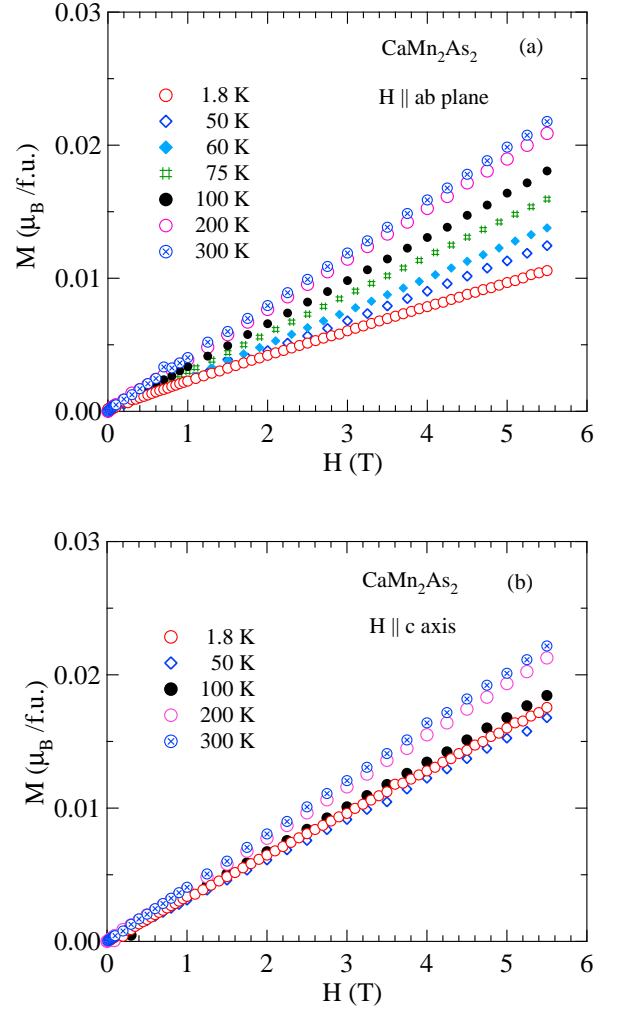 0.03
CaMn₂As₂ (a)
H || ab plane
1.8 K
50 K
60 K
75 K
100 K
200 K
300 K
0.02
0.01
0.00
M (μ_B /f.u.)
0 1 2 3 4 5 6
H (T)
0.03
CaMn₂As₂ (b)
H || c axis
1.8 K
50 K
100 K
200 K
300 K
0.02
0.01
0.00
M (μ_B /f.u.)
0 1 2 3 4 5 6
H (T)